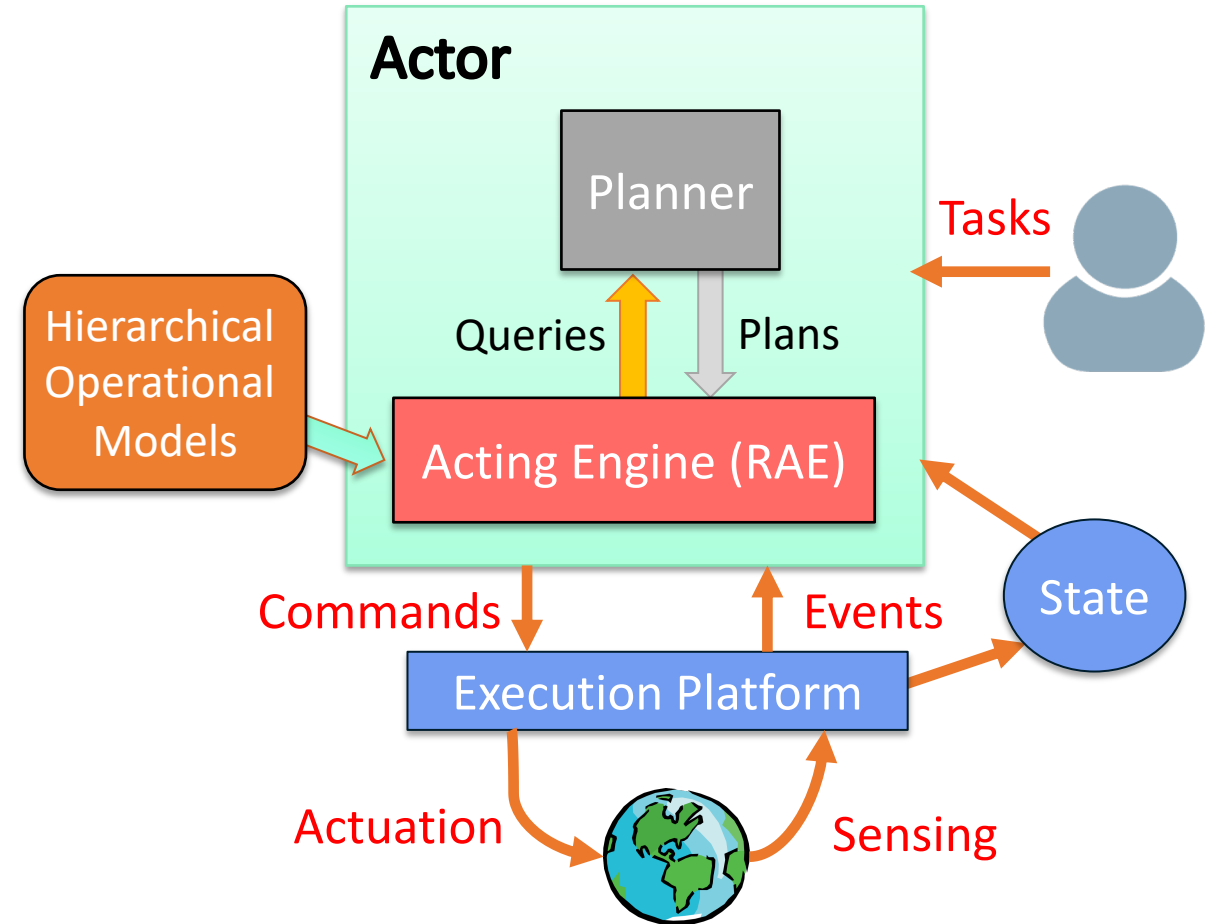 Actor
Planner
Tasks
Hierarchical
Operational
Models
Queries
Plans
Acting Engine (RAE)
State
Commands
Events
Execution Platform
Actuation
Sensing